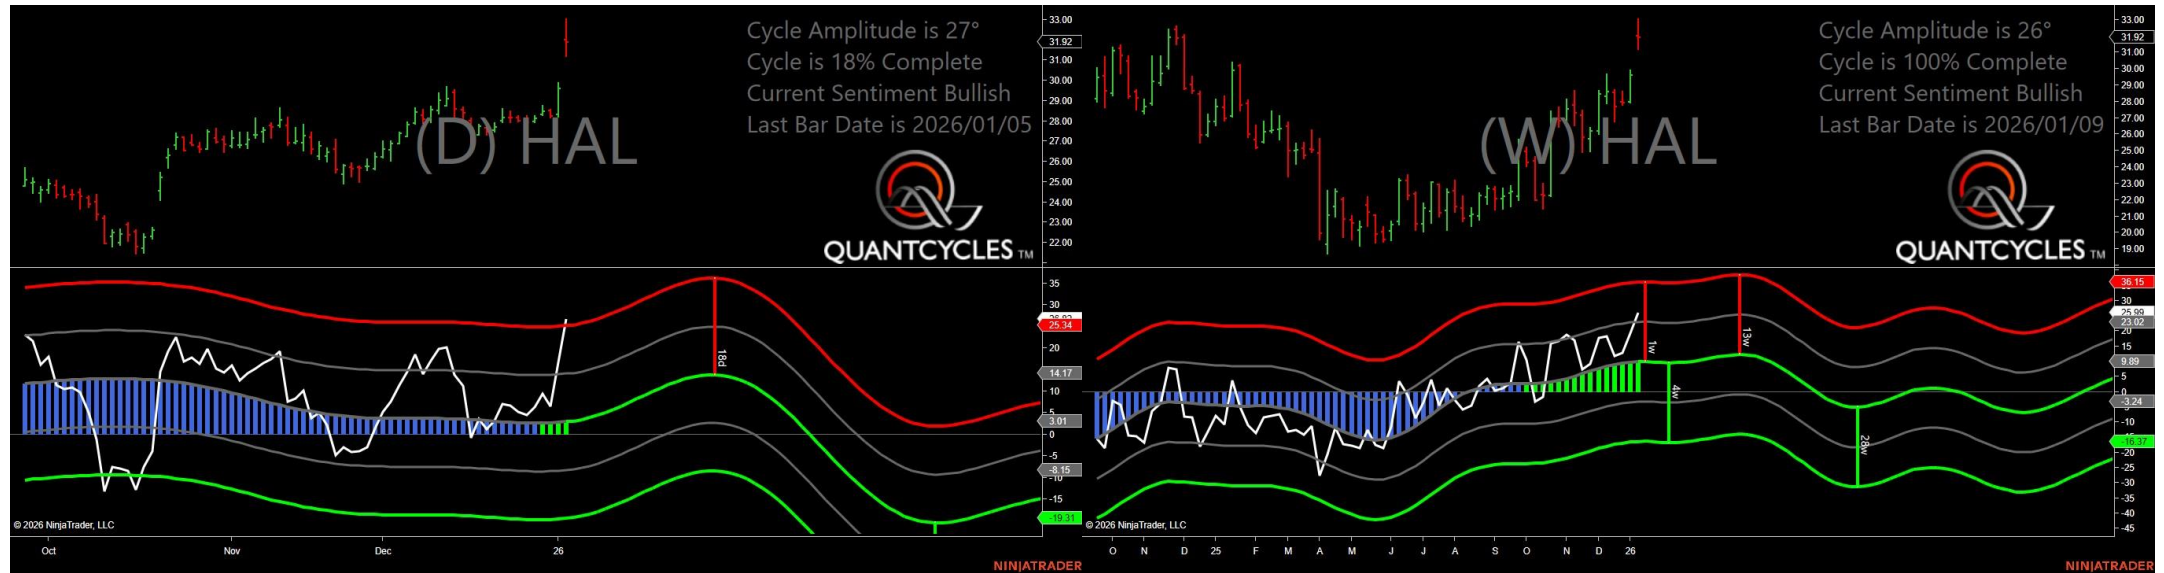 Cycle Amplitude is 27°
Cycle is 18% Complete
Current Sentiment Bullish
Last Bar Date is 2026/01/05
(D) HAL
QUANTCYCLES TM
33.00
31.92
31.00
30.00
29.00
28.00
27.00
26.00
25.00
24.00
23.00
22.00
35
30
25.34
20
14.17
10
5
3.01
0
-5
-8.15
-10
-15
-19.31
18d
© 2026 NinjaTrader, LLC
Oct Nov Dec 26
NINJATRADER
Cycle Amplitude is 26°
Cycle is 100% Complete
Current Sentiment Bullish
Last Bar Date is 2026/01/09
(W) HAL
QUANTCYCLES TM
33.00
31.92
31.00
30.00
29.00
28.00
27.00
26.00
25.00
24.00
23.00
22.00
21.00
20.00
19.00
36.15
30
25.99
23.02
20
15
9.89
5
0
-3.24
-10
-16.37
-20
-25
-30
-35
-40
-45
1w
13w
4w
28w
© 2026 NinjaTrader, LLC
O N D 25 F M A M J J A S O N D 26
NINJATRADER